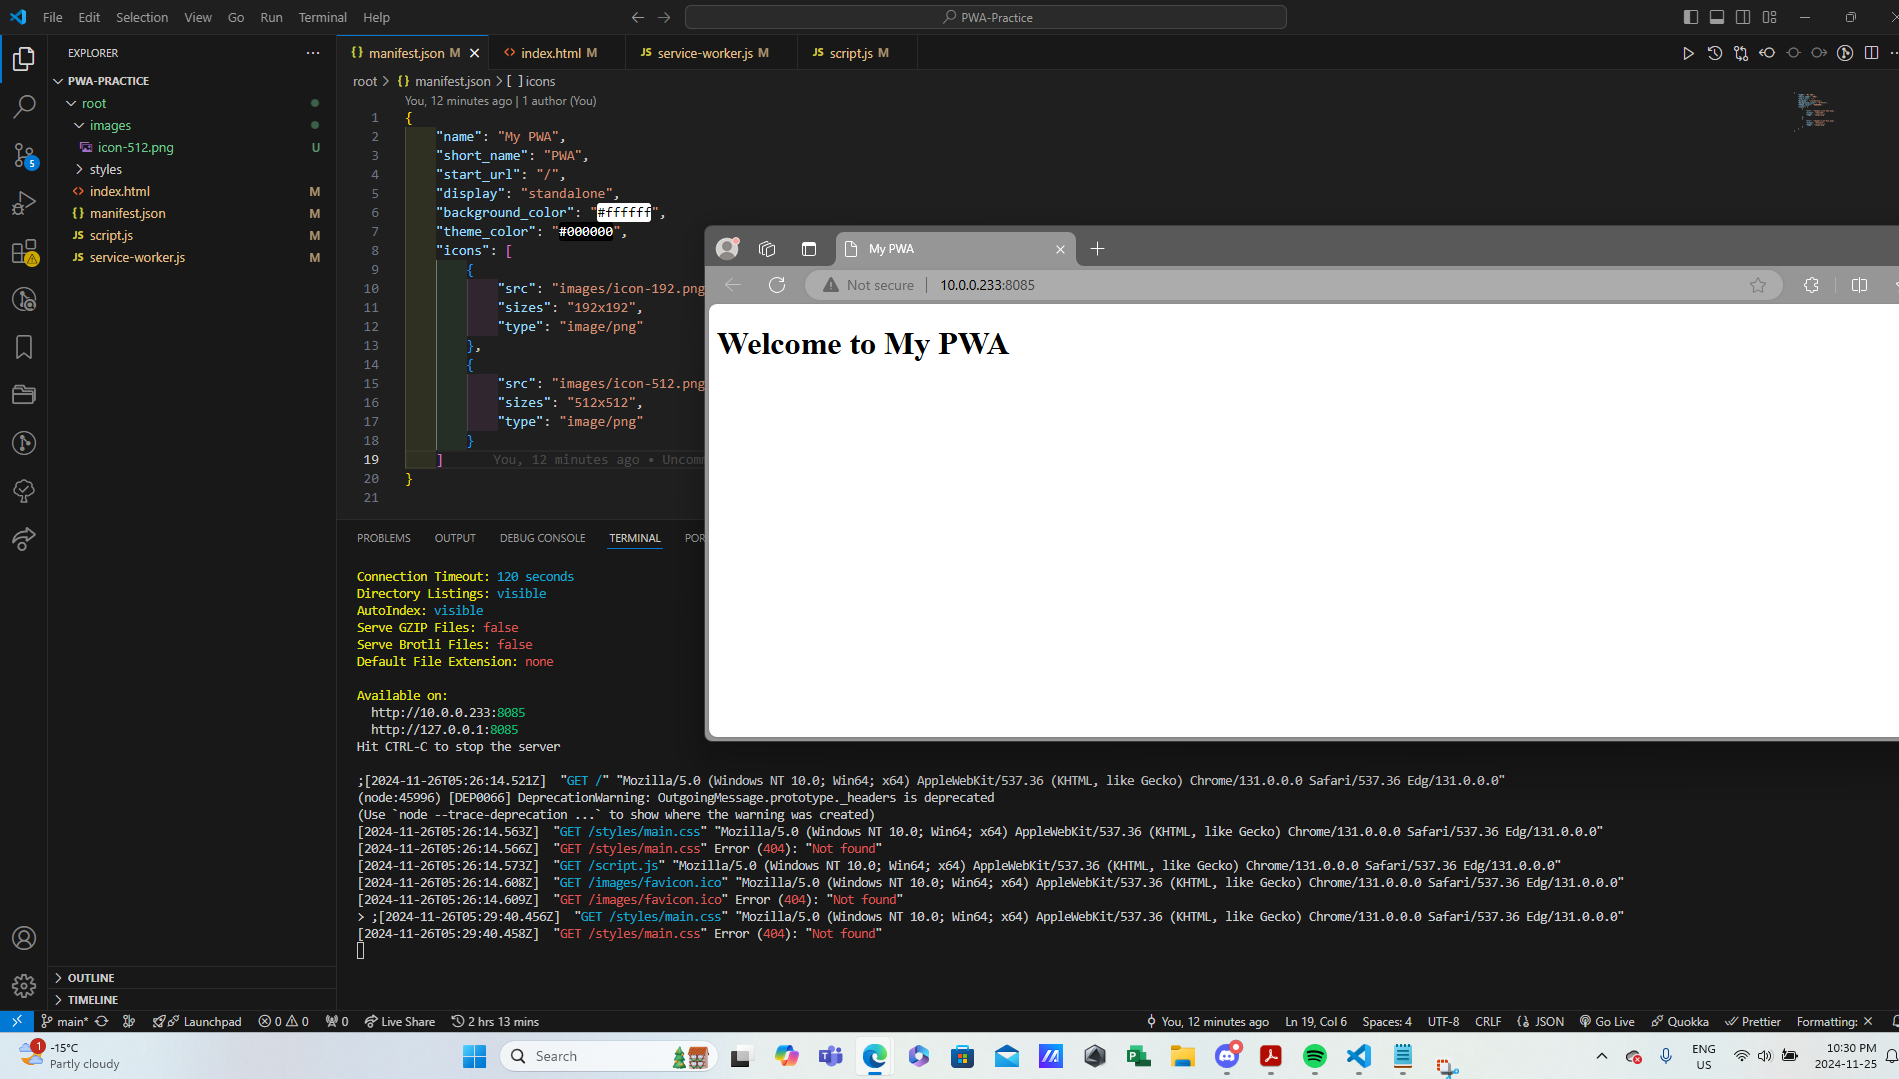 File Edit Selection View Go Run Terminal Help
PWA-Practice
EXPLORER
PWA-PRACTICE
root
images
icon-512.png U
styles
index.html M
manifest.json M
JS script.js M
JS service-worker.js M
OUTLINE
TIMELINE
5
{} manifest.json M
<> index.html M
JS service-worker.js M
JS script.js M
root > {} manifest.json > [ ] icons
You, 12 minutes ago | 1 author (You)
1 {
2 "name": "My PWA",
3 "short_name": "PWA",
4 "start_url": "/",
5 "display": "standalone",
6 "background_color": "#ffffff",
7 "theme_color": "#000000",
8 "icons": [
9 {
10 "src": "images/icon-192.png
11 "sizes": "192x192",
12 "type": "image/png"
13 },
14 {
15 "src": "images/icon-512.png
16 "sizes": "512x512",
17 "type": "image/png"
18 }
19 ] You, 12 minutes ago • Uncomm
20 }
21
My PWA
Not secure 10.0.0.233:8085
Welcome to My PWA
PROBLEMS OUTPUT DEBUG CONSOLE TERMINAL POR
Connection Timeout: 120 seconds
Directory Listings: visible
AutoIndex: visible
Serve GZIP Files: false
Serve Brotli Files: false
Default File Extension: none
Available on:
http://10.0.0.233:8085
http://127.0.0.1:8085
Hit CTRL-C to stop the server
;[2024-11-26T05:26:14.521Z] "GET /" "Mozilla/5.0 (Windows NT 10.0; Win64; x64) AppleWebKit/537.36 (KHTML, like Gecko) Chrome/131.0.0.0 Safari/537.36 Edg/131.0.0.0"
(node:45996) [DEP0066] DeprecationWarning: OutgoingMessage.prototype._headers is deprecated
(Use `node --trace-deprecation ...` to show where the warning was created)
[2024-11-26T05:26:14.563Z] "GET /styles/main.css" "Mozilla/5.0 (Windows NT 10.0; Win64; x64) AppleWebKit/537.36 (KHTML, like Gecko) Chrome/131.0.0.0 Safari/537.36 Edg/131.0.0.0"
[2024-11-26T05:26:14.566Z] "GET /styles/main.css" Error (404): "Not found"
[2024-11-26T05:26:14.573Z] "GET /script.js" "Mozilla/5.0 (Windows NT 10.0; Win64; x64) AppleWebKit/537.36 (KHTML, like Gecko) Chrome/131.0.0.0 Safari/537.36 Edg/131.0.0.0"
[2024-11-26T05:26:14.608Z] "GET /images/favicon.ico" "Mozilla/5.0 (Windows NT 10.0; Win64; x64) AppleWebKit/537.36 (KHTML, like Gecko) Chrome/131.0.0.0 Safari/537.36 Edg/131.0.0.0"
[2024-11-26T05:26:14.609Z] "GET /images/favicon.ico" Error (404): "Not found"
> ;[2024-11-26T05:29:40.456Z] "GET /styles/main.css" "Mozilla/5.0 (Windows NT 10.0; Win64; x64) AppleWebKit/537.36 (KHTML, like Gecko) Chrome/131.0.0.0 Safari/537.36 Edg/131.0.0.0"
[2024-11-26T05:29:40.458Z] "GET /styles/main.css" Error (404): "Not found"
main* Launchpad 0 0 0 Live Share 2 hrs 13 mins You, 12 minutes ago Ln 19, Col 6 Spaces: 4 UTF-8 CRLF {} JSON Go Live Quokka Prettier Formatting: ✕
1
-15°C
Partly cloudy
Search
ENG
US
10:30 PM
2024-11-25